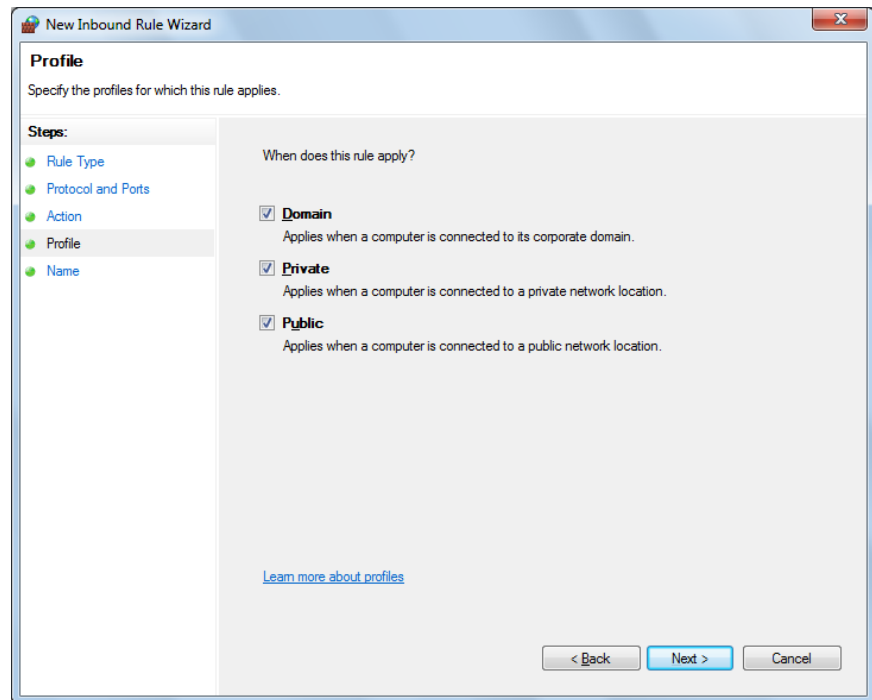 New Inbound Rule Wizard
X
Profile
Specify the profiles for which this rule applies.
Steps:
Rule Type
Protocol and Ports
Action
Profile
Name
When does this rule apply?
Domain
Applies when a computer is connected to its corporate domain.
Private
Applies when a computer is connected to a private network location.
Public
Applies when a computer is connected to a public network location.
Learn more about profiles
< Back
Next >
Cancel